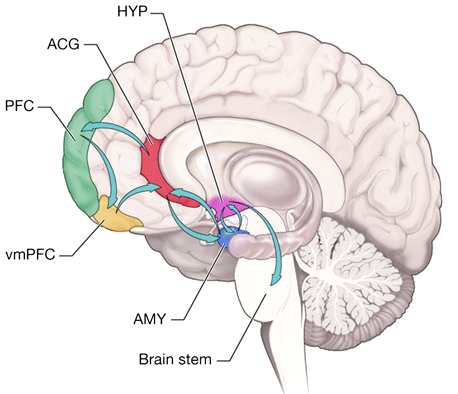 HYP
ACG
PFC
vmPFC
AMY
Brain stem